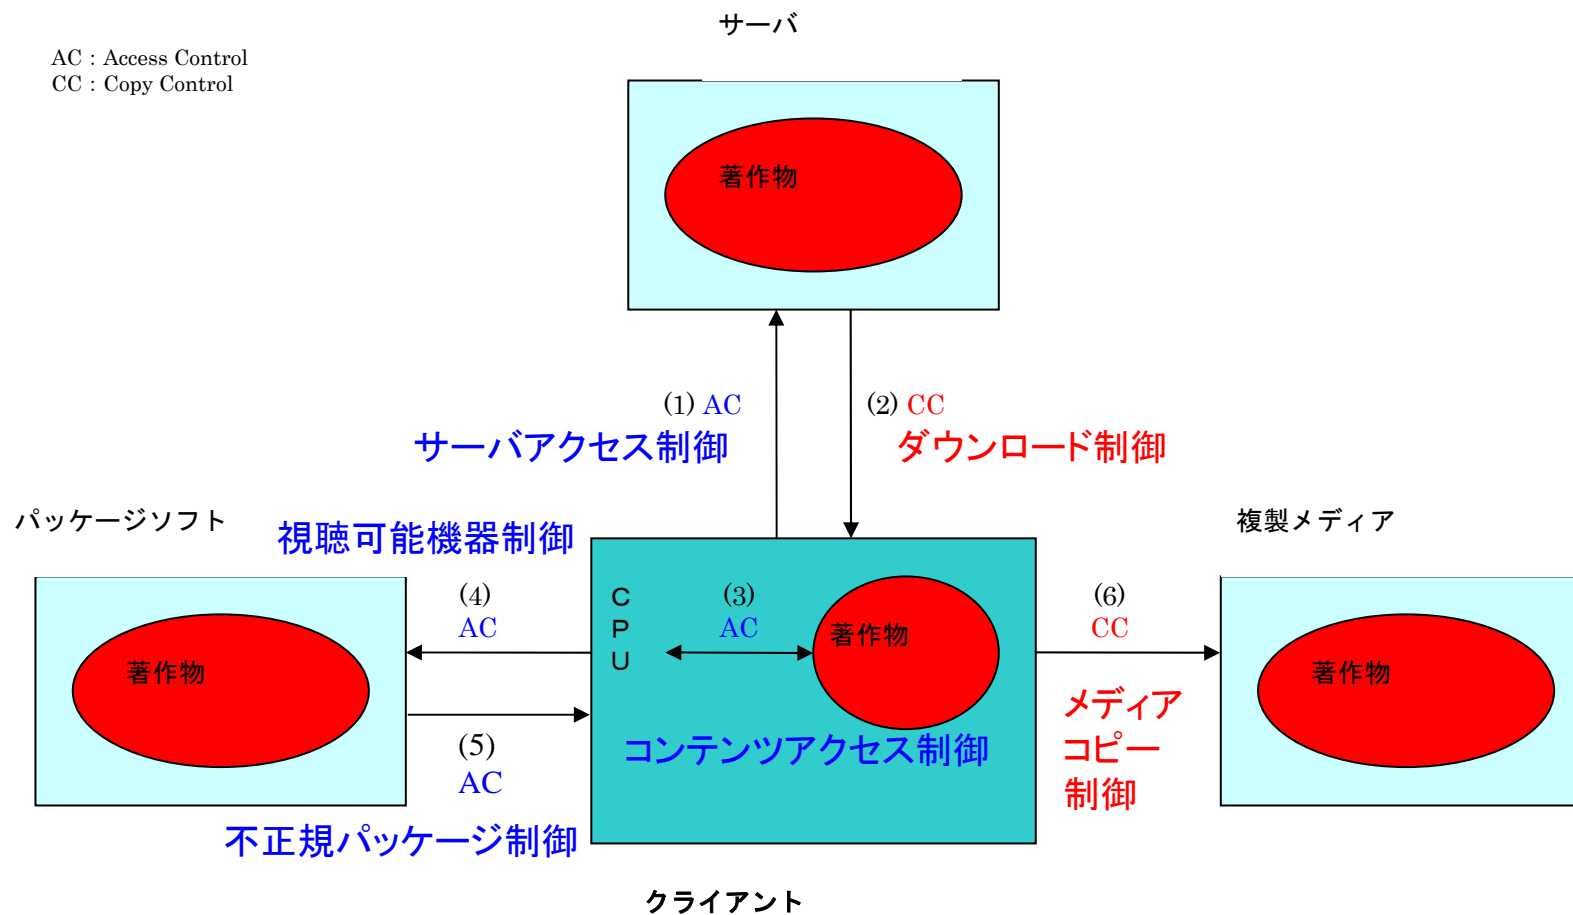 サーバ
AC：Access Control
CC：Copy Control
著作物
(1) AC
サーバアクセス制御
(2) CC
ダウンロード制御
パッケージソフト
視聴可能機器制御
複製メディア
著作物
(4)
AC
(5)
AC
不正規パッケージ制御
C
P
U
(3)
AC
著作物
コンテンツアクセス制御
(6)
CC
メディア
コピー
制御
著作物
クライアント